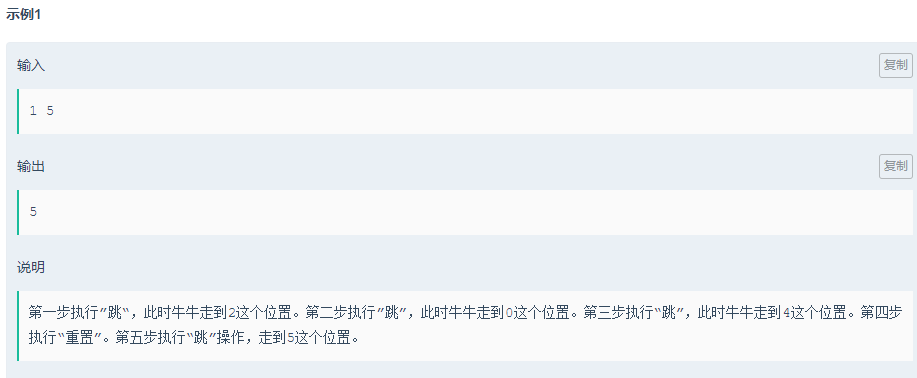 示例1
输入
复制
1 5
输出
复制
5
说明
第一步执行”跳“，此时牛牛走到2这个位置。第二步执行”跳”，此时牛牛走到0这个位置。第三步执行“跳”，此时牛牛走到4这个位置。第四步
执行“重置”。第五步执行“跳”操作，走到5这个位置。